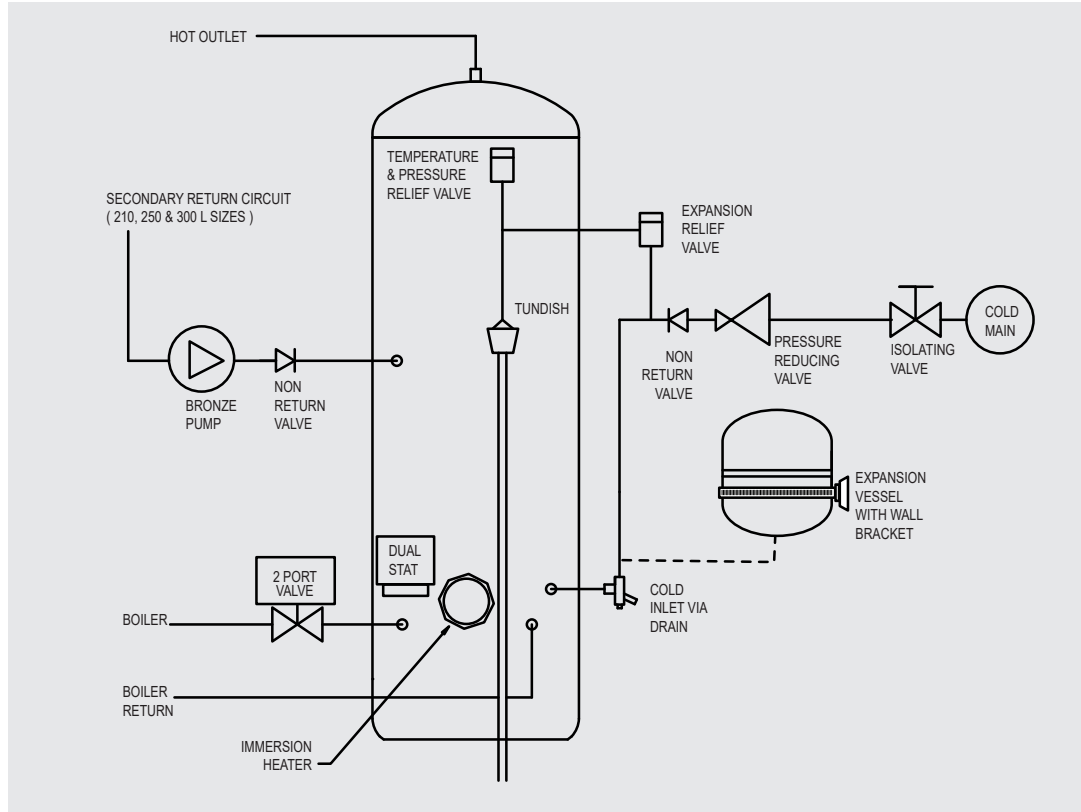 HOT OUTLET
TEMPERATURE
& PRESSURE
RELIEF VALVE
SECONDARY RETURN CIRCUIT
( 210, 250 & 300 L SIZES )
EXPANSION
RELIEF
VALVE
TUNDISH
COLD
MAIN
PRESSURE
REDUCING
VALVE
ISOLATING
VALVE
NON
RETURN
VALVE
BRONZE
PUMP
NON
RETURN
VALVE
EXPANSION
VESSEL
WITH WALL
BRACKET
DUAL
STAT
2 PORT
VALVE
COLD
INLET VIA
DRAIN
BOILER
BOILER
RETURN
IMMERSION
HEATER